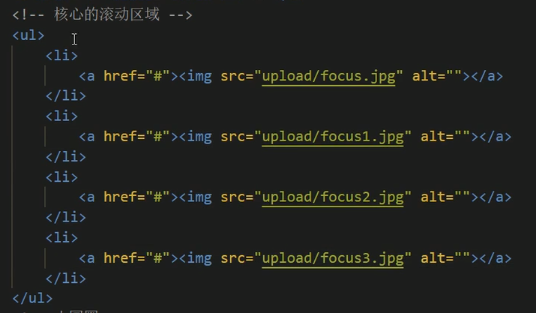 <!-- 核心的滚动区域 -->
<ul>
<li>
<a href="#"><img src="upload/focus.jpg" alt=""></a>
</li>
<li>
<a href="#"><img src="upload/focus1.jpg" alt=""></a>
</li>
<li>
<a href="#"><img src="upload/focus2.jpg" alt=""></a>
</li>
<li>
<a href="#"><img src="upload/focus3.jpg" alt=""></a>
</li>
</ul>